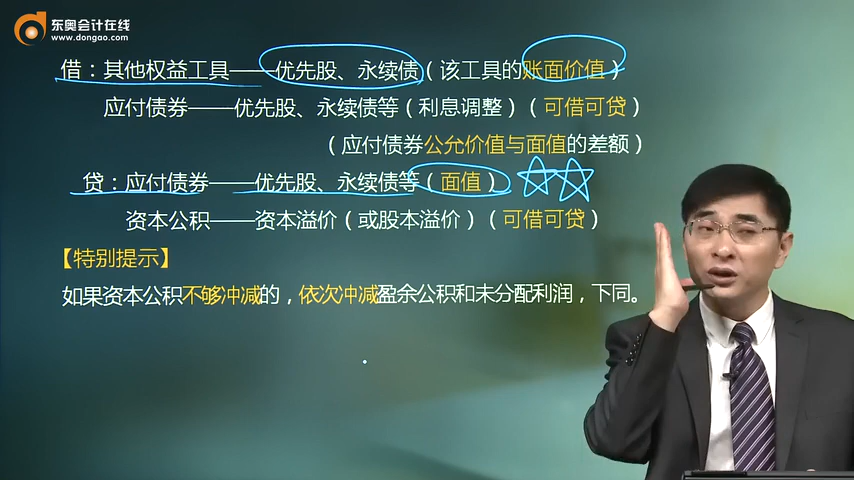 东奥会计在线
www.dongao.com
借：其他权益工具——优先股、永续债（该工具的账面价值）
应付债券——优先股、永续债等（利息调整）（可借可贷）
（应付债券公允价值与面值的差额）
贷：应付债券——优先股、永续债等（面值）
资本公积——资本溢价（或股本溢价）（可借可贷）
【特别提示】
如果资本公积不够冲减的，依次冲减盈余公积和未分配利润，下同。